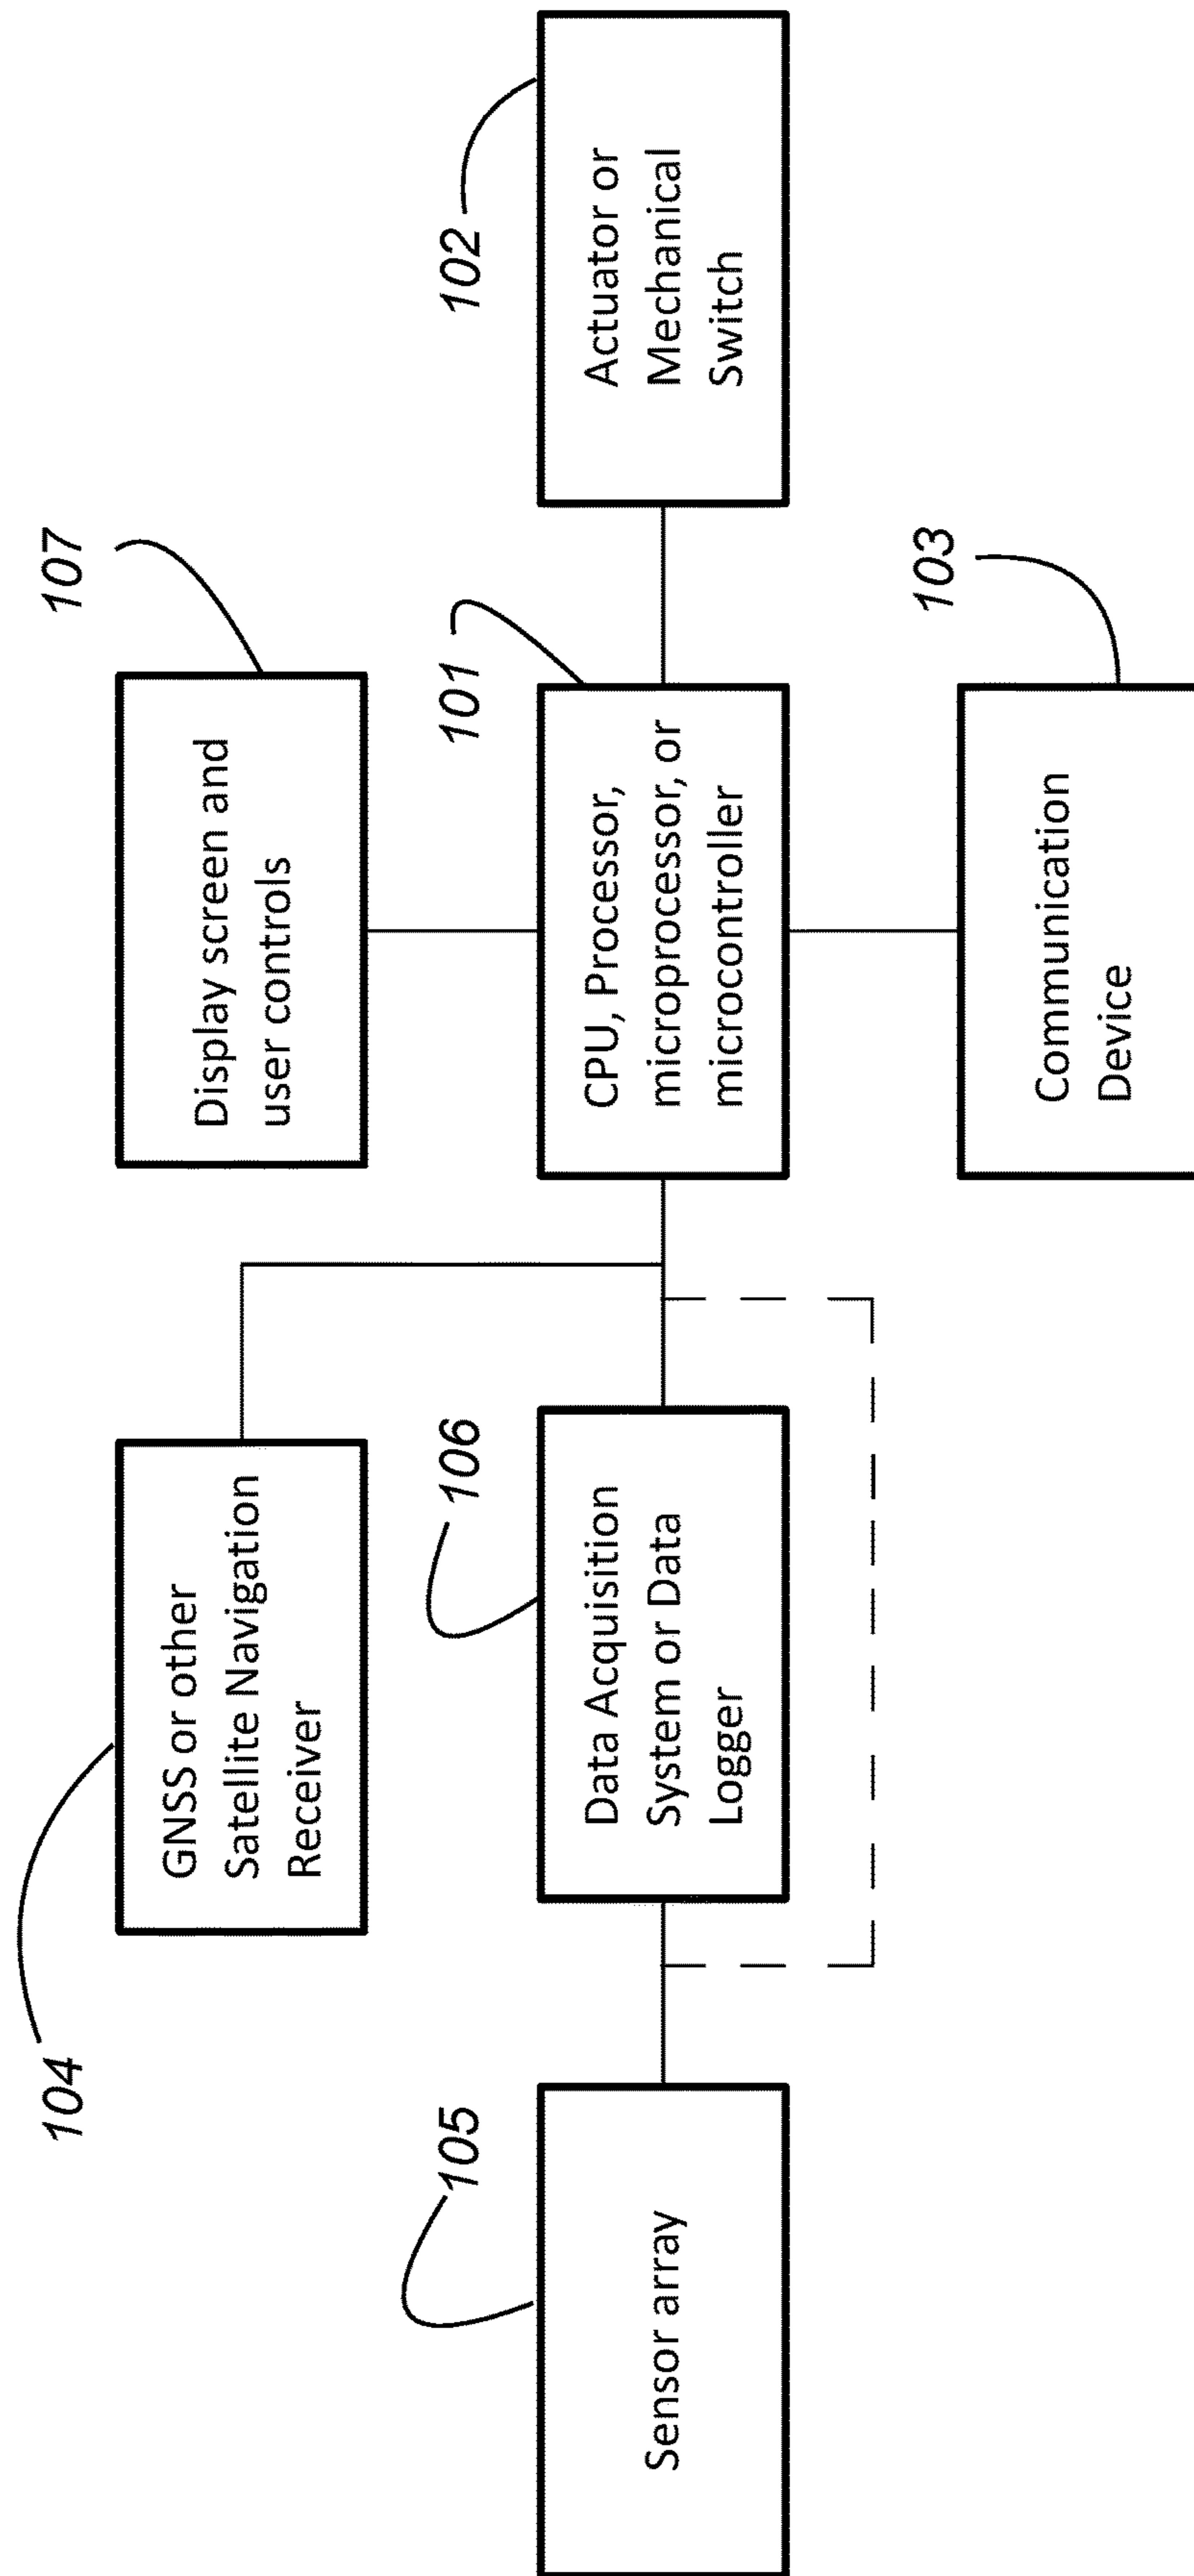 104
GNSS or other
Satellite Navigation
Receiver
107
Display screen and
user controls
105
Sensor array
106
Data Acquisition
System or Data
Logger
101
CPU, Processor,
microprocessor, or
microcontroller
102
Actuator or
Mechanical
Switch
103
Communication
Device